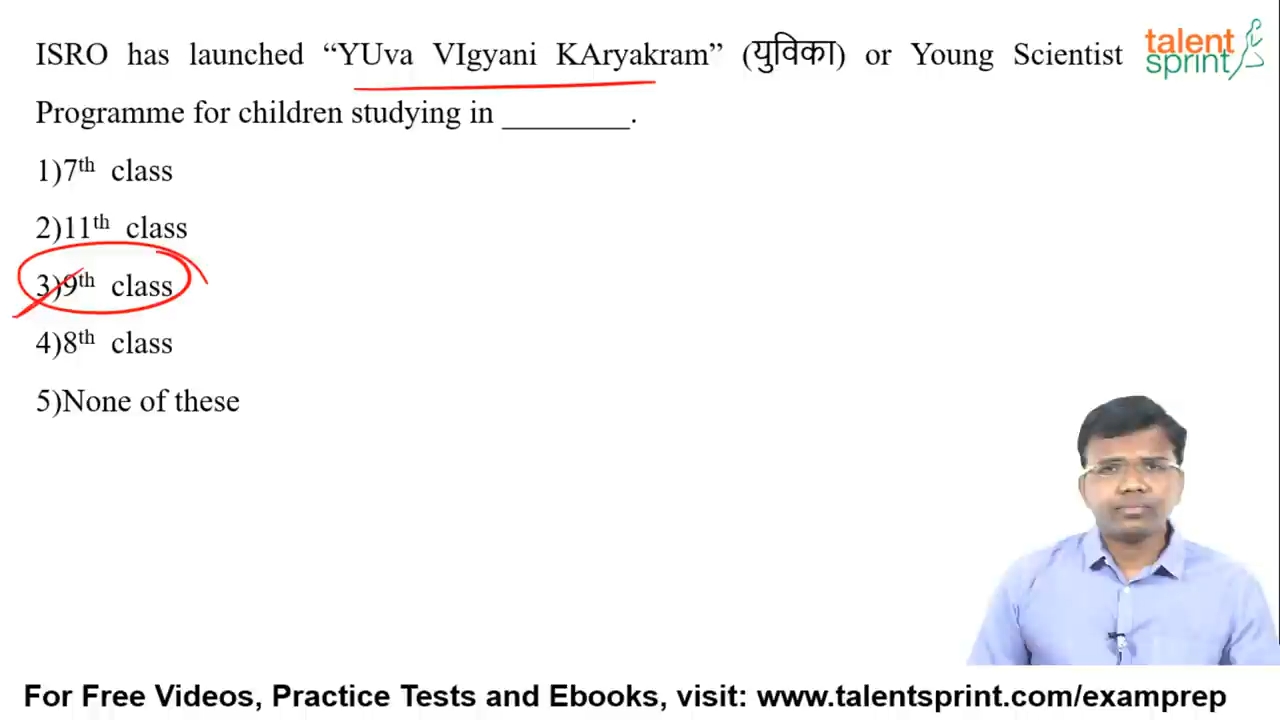 ISRO has launched “YUva VIgyani KAryakram” (युविका) or Young Scientist
talent
sprint
Programme for children studying in ________.
1)7th class
2)11th class
3)9th class
4)8th class
5)None of these
For Free Videos, Practice Tests and Ebooks, visit: www.talentsprint.com/examprep